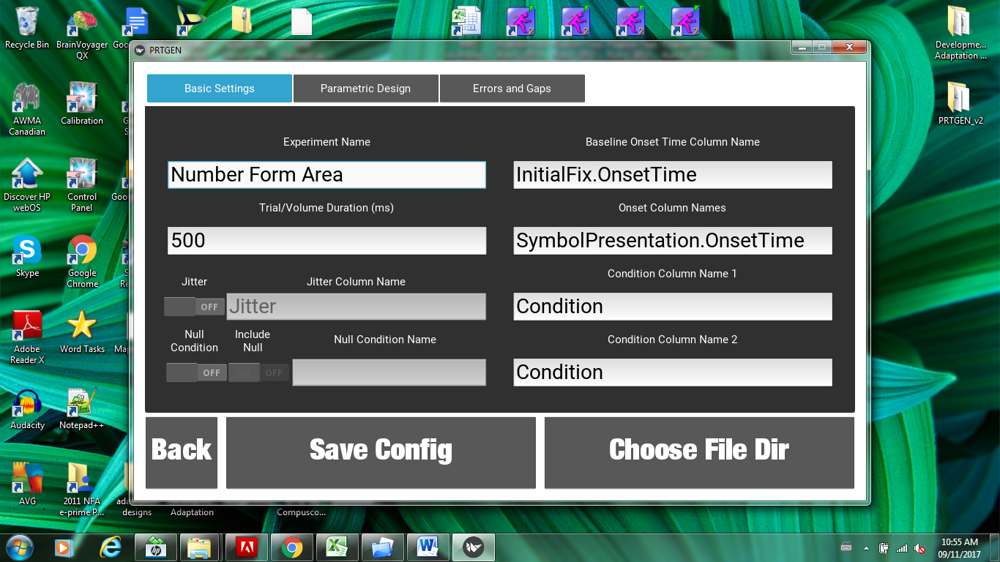 Recycle Bin
BrainVoyager
QX
PRTGEN
Developme...
Adaptation ...
Basic Settings
Parametric Design
Errors and Gaps
AWMA
Canadian
Calibration
PRTGEN_v2
Experiment Name
Baseline Onset Time Column Name
Number Form Area
InitialFix.OnsetTime
Discover HP
webOS
Control
Panel
Trial/Volume Duration (ms)
Onset Column Names
500
SymbolPresentation.OnsetTime
Skype
Google
Chrome
Jitter
Jitter Column Name
Condition Column Name 1
OFF
Jitter
Condition
Adobe
Reader X
Word Tasks
Null
Condition
Include
Null
Null Condition Name
Condition Column Name 2
OFF
ON
OFF
Condition
Audacity
Notepad++
Back
Save Config
Choose File Dir
AVG
2011 NFA
e-prime P...
designs
Adaptation
Compusco...
10:55 AM
09/11/2017